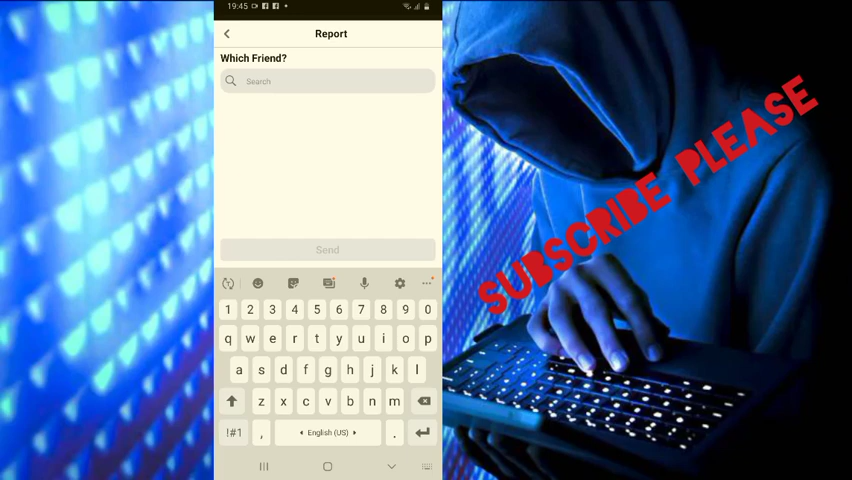 19:45
Report
Which Friend?
Search
Send
1 2 3 4 5 6 7 8 9 0
q w e r t y u i o p
a s d f g h j k l
z x c v b n m
!#1 , English (US) .
SUBSCRIBE PLEASE